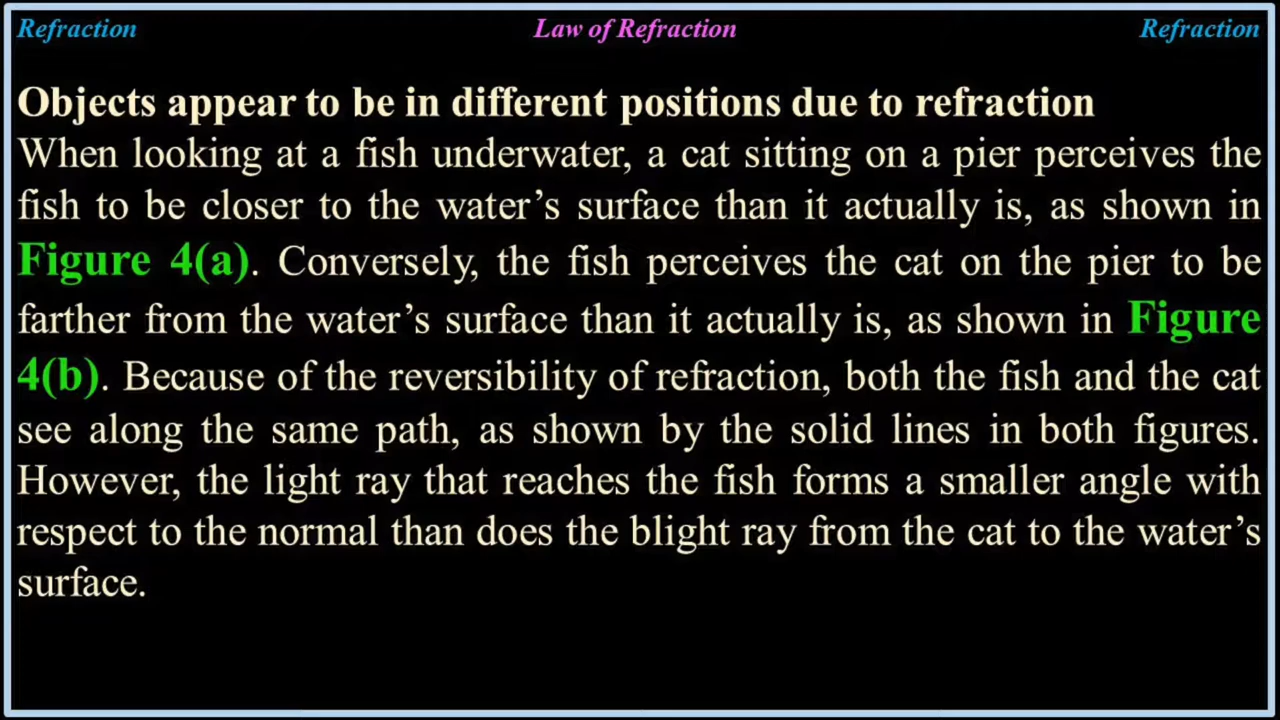 Refraction Law of Refraction Refraction
Objects appear to be in different positions due to refraction
When looking at a fish underwater, a cat sitting on a pier perceives the
fish to be closer to the water’s surface than it actually is, as shown in
Figure 4(a). Conversely, the fish perceives the cat on the pier to be
farther from the water’s surface than it actually is, as shown in Figure
4(b). Because of the reversibility of refraction, both the fish and the cat
see along the same path, as shown by the solid lines in both figures.
However, the light ray that reaches the fish forms a smaller angle with
respect to the normal than does the blight ray from the cat to the water’s
surface.